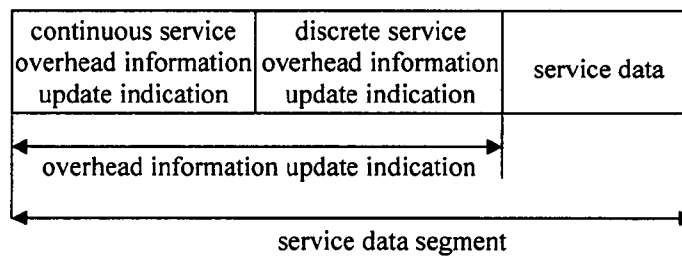 continuous service
overhead information
update indication
discrete service
overhead information
update indication
service data
overhead information update indication
service data segment